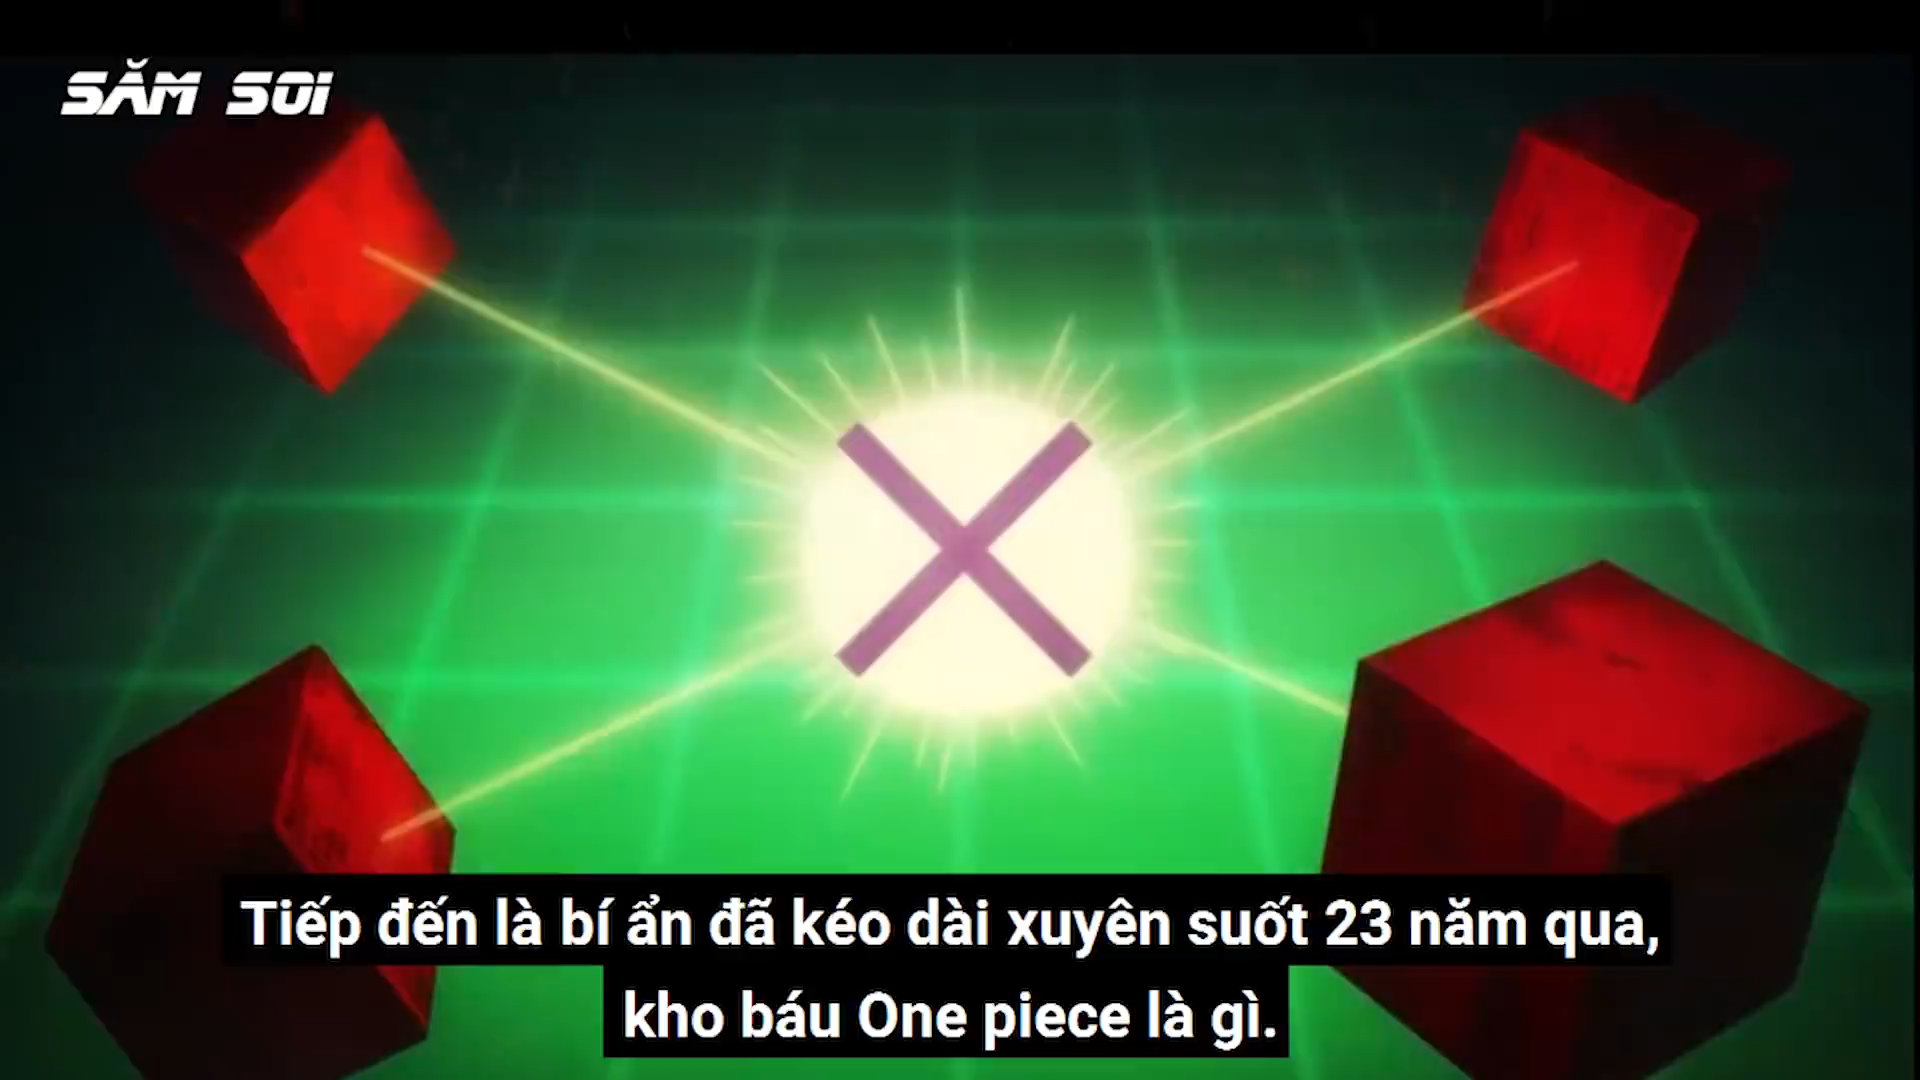 SĂM SOI
Tiếp đến là bí ẩn đã kéo dài xuyên suốt 23 năm qua,
kho báu One piece là gì.